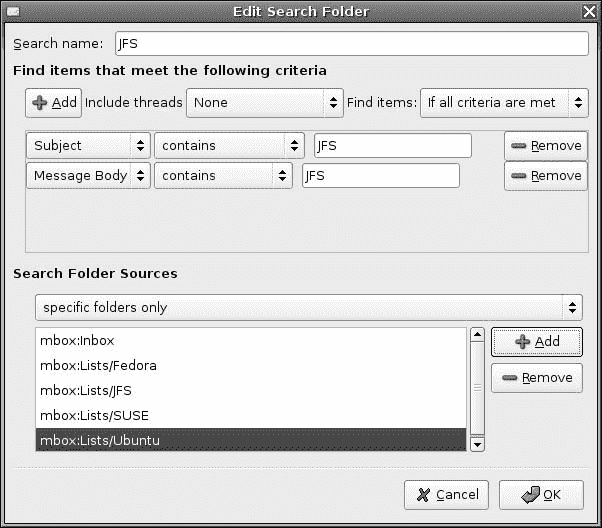 Edit Search Folder
Search name: JFS
Find items that meet the following criteria
Add Include threads None Find items: If all criteria are met
Subject contains JFS Remove
Message Body contains JFS Remove
Search Folder Sources
specific folders only
mbox:Inbox Add
mbox:Lists/Fedora
mbox:Lists/JFS Remove
mbox:Lists/SUSE
mbox:Lists/Ubuntu
Cancel OK